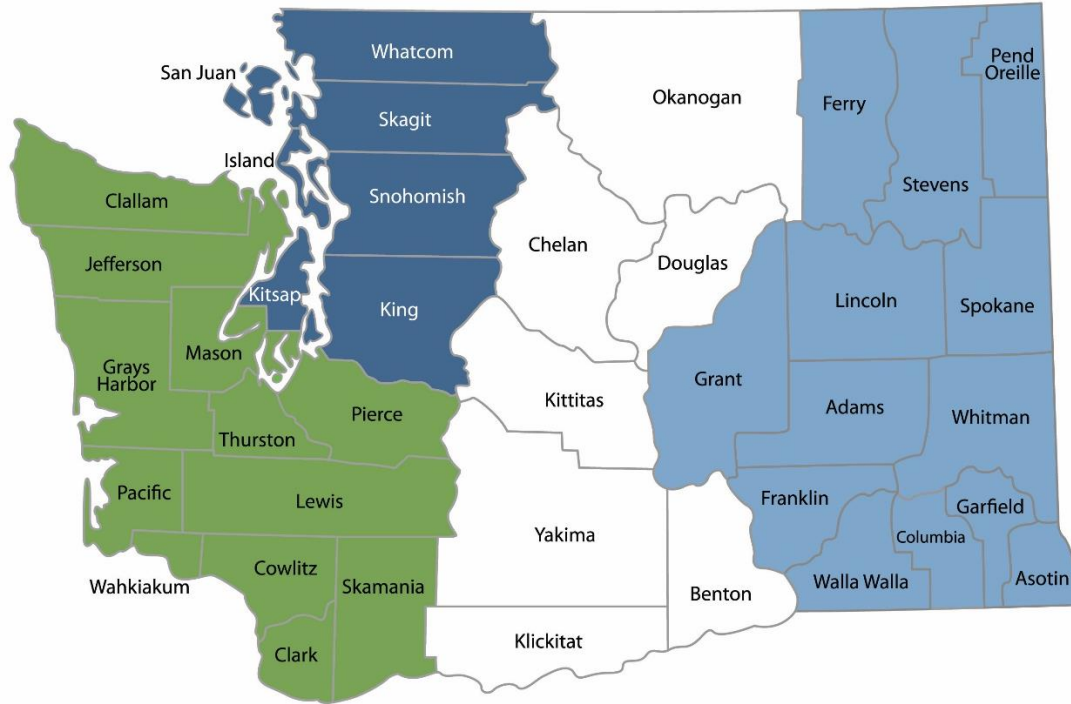 Whatcom
San Juan
Pend
Oreille
Okanogan
Ferry
Skagit
Island
Stevens
Clallam
Snohomish
Chelan
Douglas
Jefferson
Kitsap
King
Lincoln
Spokane
Mason
Grays
Harbor
Grant
Kittitas
Adams
Pierce
Whitman
Thurston
Pacific
Lewis
Franklin
Garfield
Yakima
Columbia
Cowlitz
Skamania
Wahkiakum
Walla Walla
Asotin
Benton
Klickitat
Clark